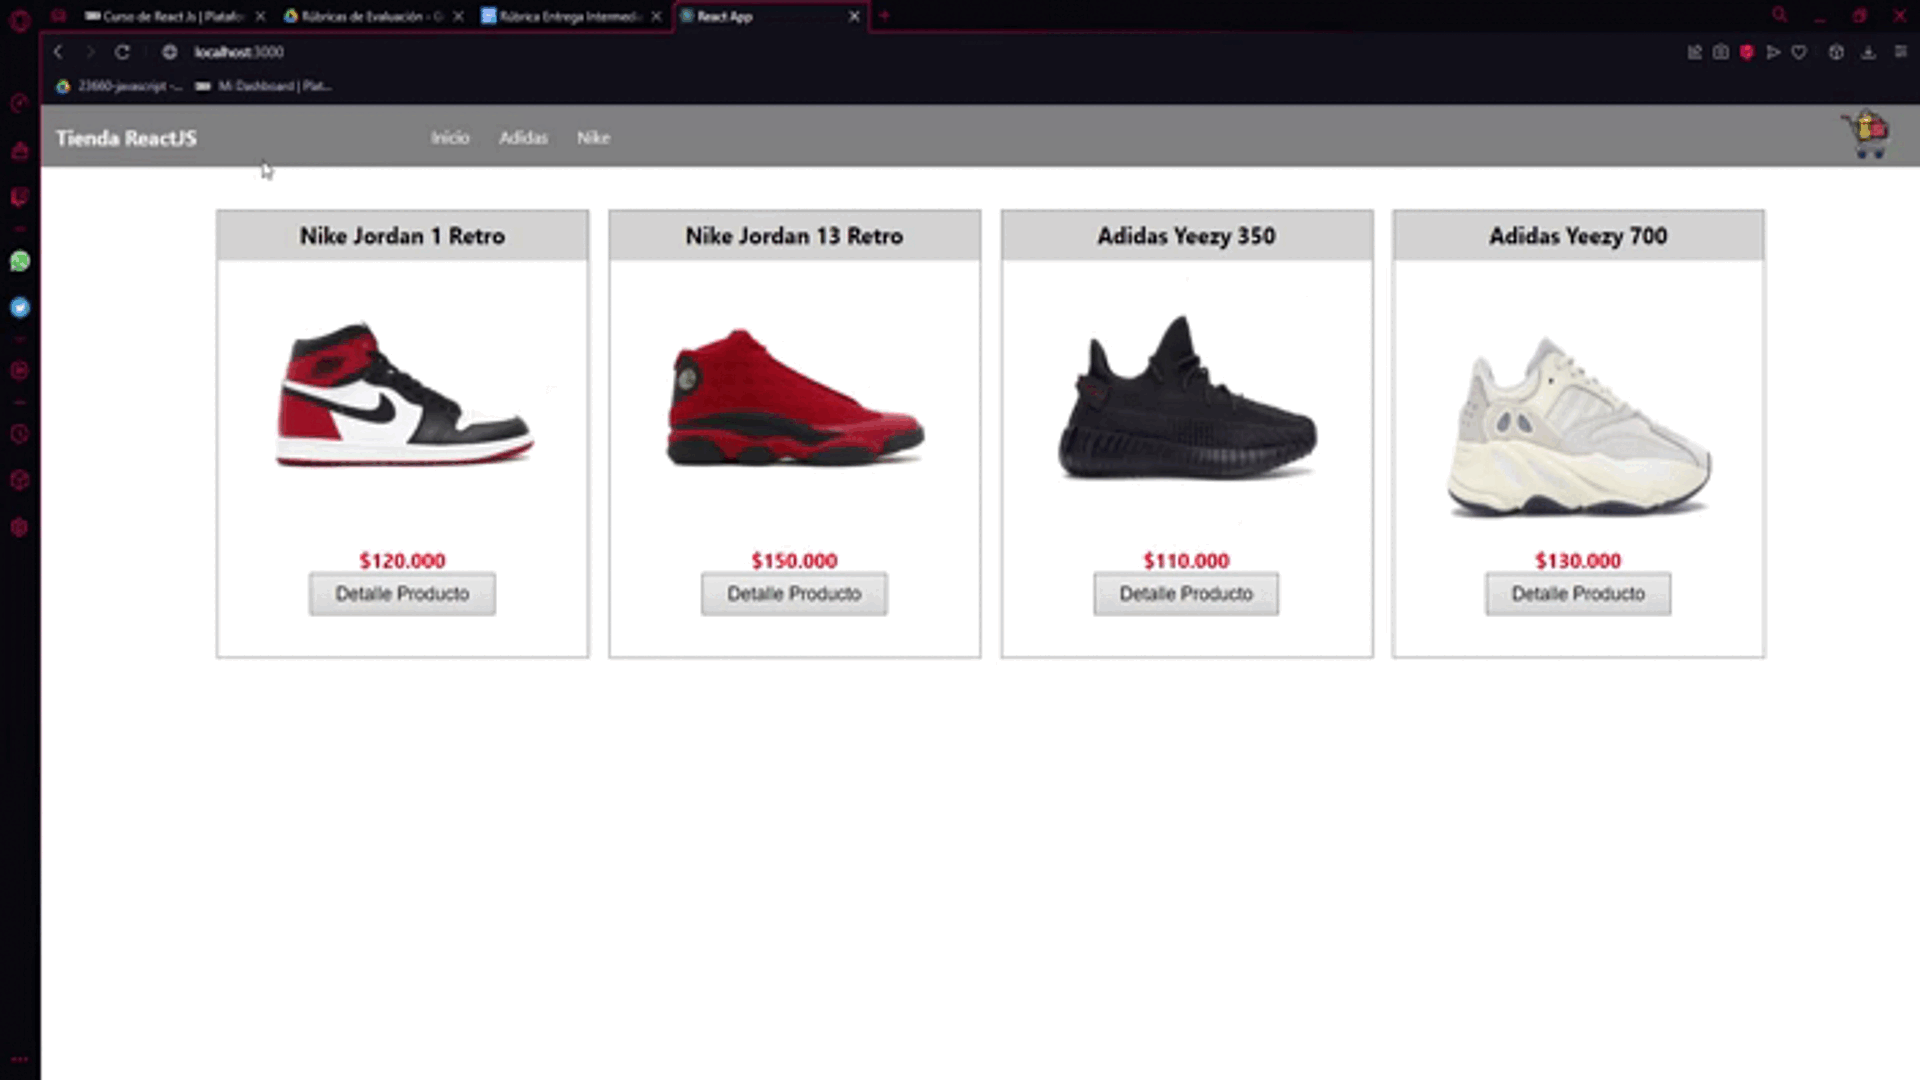 Curso de React Js | Platafo
Rúbricas de Evaluación - G
Rúbrica Entrega Intermedi
React App
localhost:3000
23660-javascript -...
Mi Dashboard | Plat...
Tienda ReactJS
Inicio
Adidas
Nike
Nike Jordan 1 Retro
Nike Jordan 13 Retro
Adidas Yeezy 350
Adidas Yeezy 700
$120.000
$150.000
$110.000
$130.000
Detalle Producto
Detalle Producto
Detalle Producto
Detalle Producto